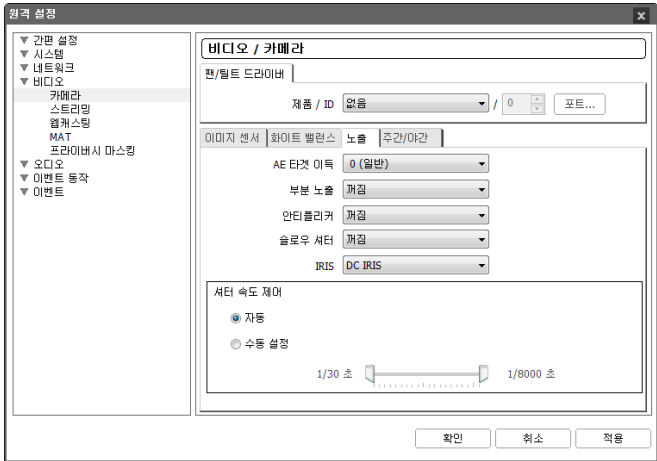 원격 설정
x
간편 설정
시스템
네트워크
비디오
카메라
스트리밍
웹캐스팅
MAT
프라이버시 마스킹
오디오
이벤트 동작
이벤트
비디오 / 카메라
팬/틸트 드라이버
제품 / ID 없음 / 0 포트...
이미지 센서 화이트 밸런스 노출 주간/야간
AE 타겟 이득 0 (일반)
부분 노출 꺼짐
안티플리커 꺼짐
슬로우 셔터 꺼짐
IRIS DC IRIS
셔터 속도 제어
자동
수동 설정
1/30 초 1/8000 초
확인 취소 적용